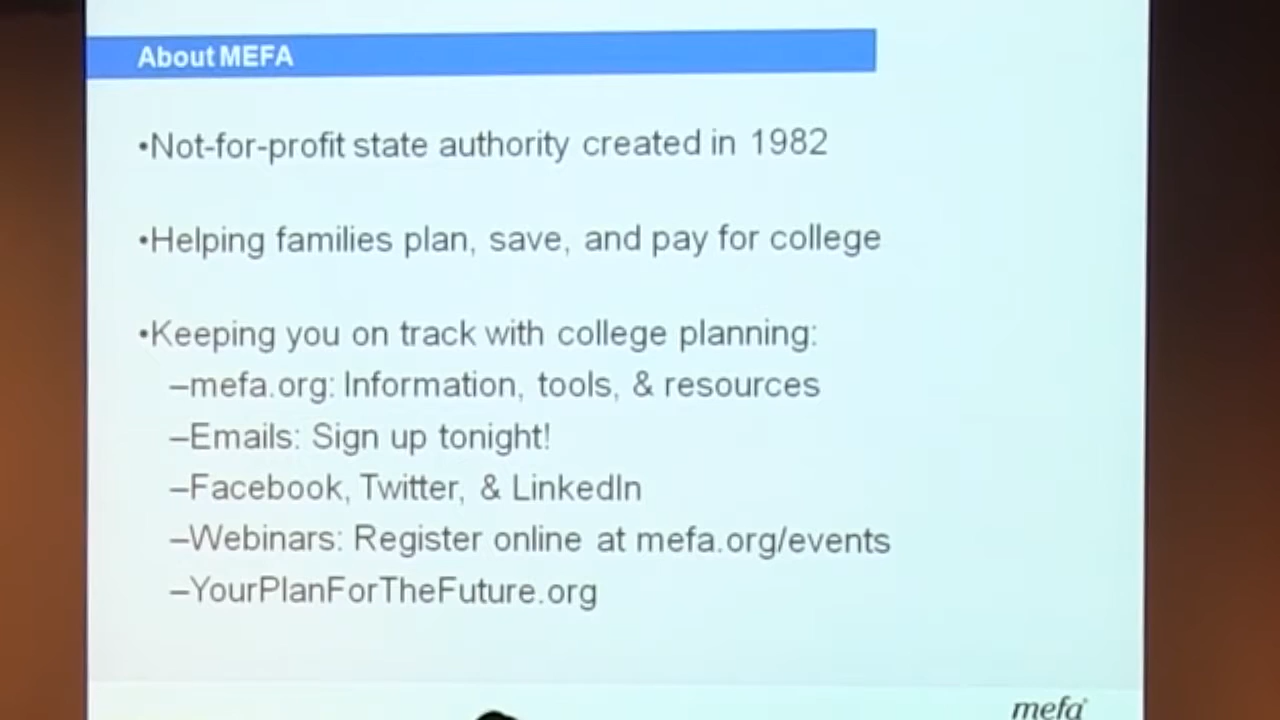 About MEFA
•Not-for-profit state authority created in 1982
•Helping families plan, save, and pay for college
•Keeping you on track with college planning:
–mefa.org: Information, tools, & resources
–Emails: Sign up tonight!
–Facebook, Twitter, & LinkedIn
–Webinars: Register online at mefa.org/events
–YourPlanForTheFuture.org
mefa